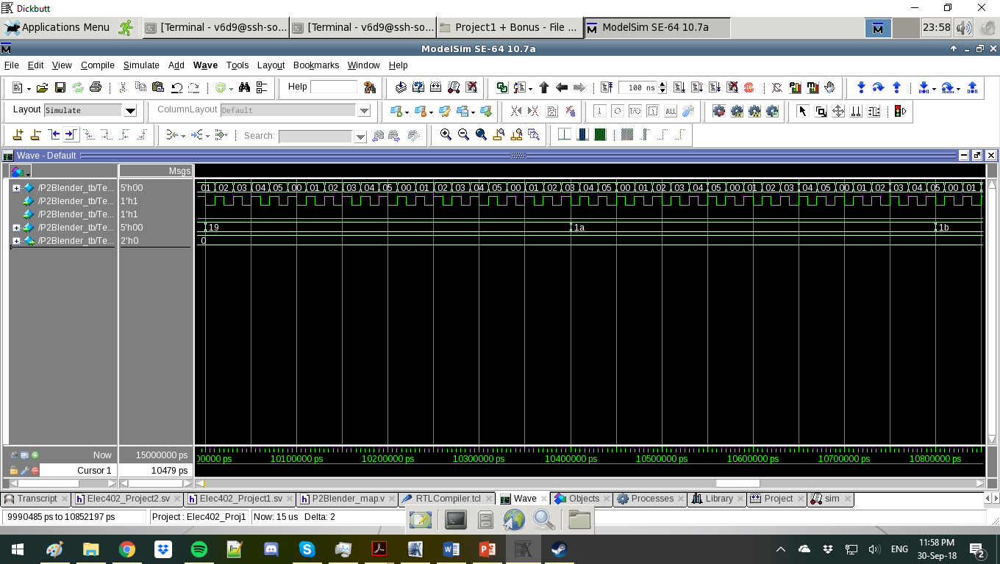 Dickbutt
Applications Menu [Terminal - v6d9@ssh-so... [Terminal - v6d9@ssh-so... Project1 + Bonus - File ... ModelSim SE-64 10.7a 23:58
ModelSim SE-64 10.7a
File Edit View Compile Simulate Add Wave Tools Layout Bookmarks Window Help
Help 100 ns
Layout Simulate ColumnLayout Default
Search:
Wave - Default
Msgs
/P2Blender_tb/Te... 5'h00 01 02 03 04 05 00 01 02 03 04 05 00 01 02 03 04 05 00 01 02 03 04 05 00 01 02 03 04 05 00 01 02 03 04 05 00 01 02 03 04 05 00 01
/P2Blender_tb/Te... 1'h1
/P2Blender_tb/Te... 1'h1
/P2Blender_tb/Te... 5'h00 19 1a 1b
/P2Blender_tb/Te... 2'h0 0
Now 15000000 ps 00000 ps 10100000 ps 10200000 ps 10300000 ps 10400000 ps 10500000 ps 10600000 ps 10700000 ps 10800000 ps
Cursor 1 10479 ps
Transcript Elec402_Project2.sv Elec402_Project1.sv P2Blender_map.v RTLCompiler.tcl Wave Objects Processes Library Project sim
9990485 ps to 10852197 ps Project : Elec402_Proj1 Now: 15 us Delta: 2
ENG 11:58 PM
30-Sep-18 2